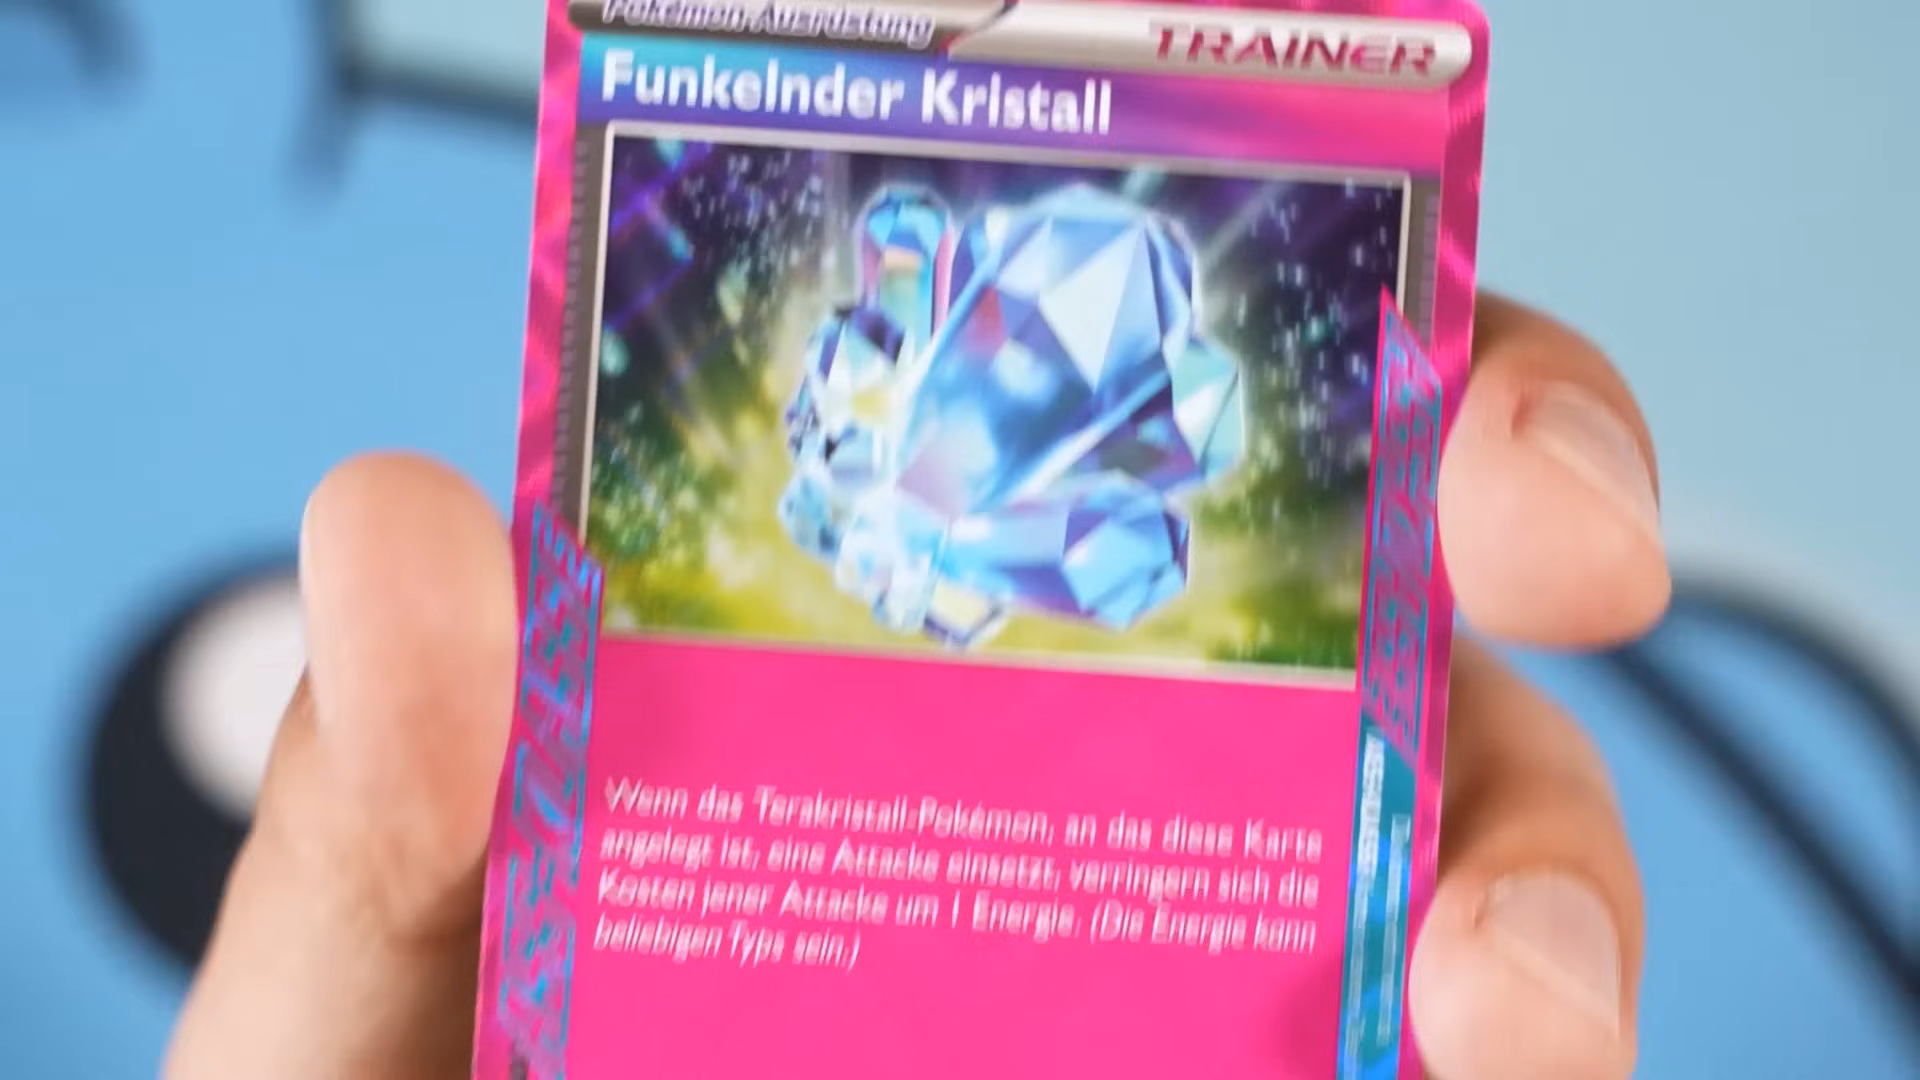 Pokémon-Ausrüstung
TRAINER
Funkelnder Kristall
Wenn das Terakristall-Pokémon, an das diese Karte
angelegt ist, eine Attacke einsetzt, verringern sich die
Kosten jener Attacke um 1 Energie. (Die Energie kann
beliebigen Typs sein.)